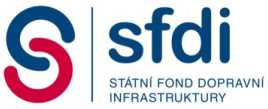 sfdi
STÁTNÍ FOND DOPRAVNÍ
INFRASTRUKTURY